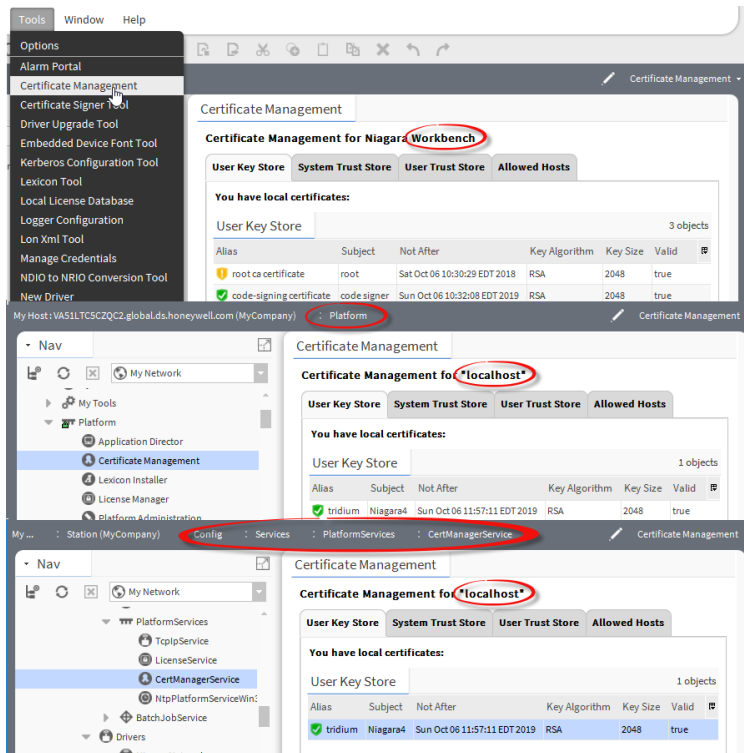 Tools Window Help
Options
Alarm Portal
Certificate Management
Certificate Management
Certificate Signer Tool
Driver Upgrade Tool
Embedded Device Font Tool
Kerberos Configuration Tool
Lexicon Tool
Local License Database
Logger Configuration
Lon Xml Tool
Manage Credentials
NDIO to NRIO Conversion Tool
New Driver
Certificate Management
Certificate Management for Niagara Workbench
User Key Store System Trust Store User Trust Store Allowed Hosts
You have local certificates:
User Key Store 3 objects
Alias Subject Not After Key Algorithm Key Size Valid
root ca certificate root Sat Oct 06 10:30:29 EDT 2018 RSA 2048 true
code-signing certificate code signer Sun Oct 06 10:32:08 EDT 2019 RSA 2048 true
My Host : VA51LTC5CZQC2.global.ds.honeywell.com (MyCompany) : Platform Certificate Management
Nav
My Network
My Tools
Platform
Application Director
Certificate Management
Lexicon Installer
License Manager
Platform Administration
Certificate Management
Certificate Management for "localhost"
User Key Store System Trust Store User Trust Store Allowed Hosts
You have local certificates:
User Key Store 1 objects
Alias Subject Not After Key Algorithm Key Size Valid
tridium Niagara4 Sun Oct 06 11:57:11 EDT 2019 RSA 2048 true
My ... : Station (MyCompany) Config : Services : PlatformServices : CertManagerService Certificate Management
Nav
My Network
PlatformServices
TcpIpService
LicenseService
CertManagerService
NtpPlatformServiceWin:
BatchJobService
Drivers
Certificate Management
Certificate Management for "localhost"
User Key Store System Trust Store User Trust Store Allowed Hosts
You have local certificates:
User Key Store 1 objects
Alias Subject Not After Key Algorithm Key Size Valid
tridium Niagara4 Sun Oct 06 11:57:11 EDT 2019 RSA 2048 true